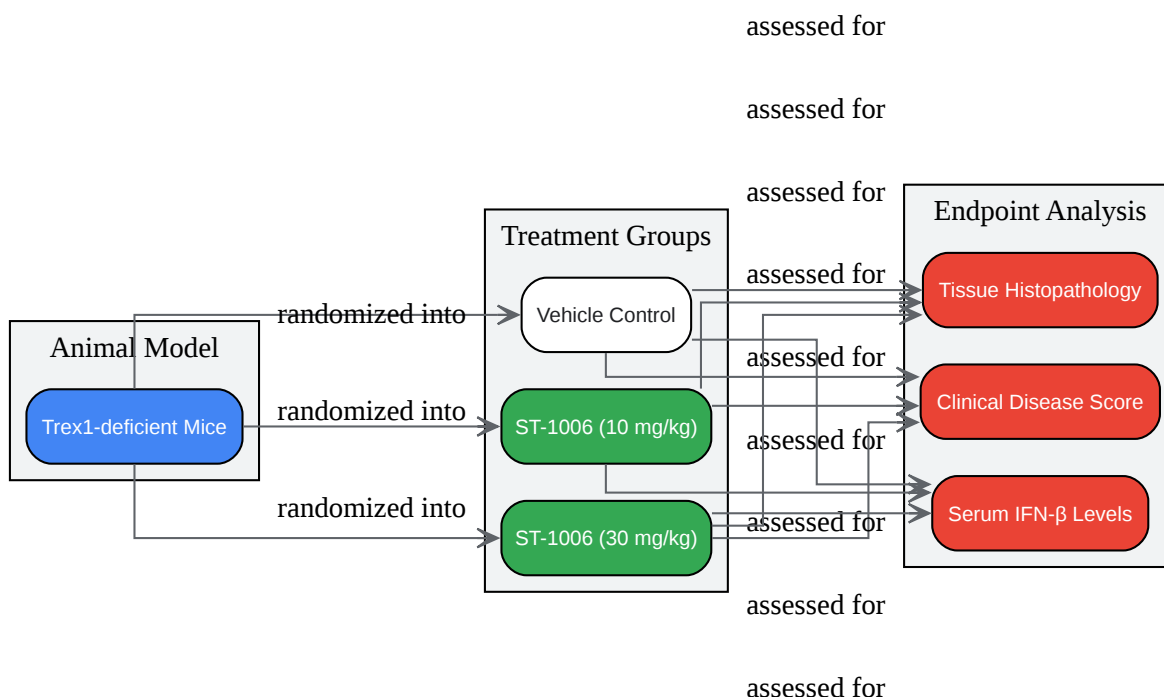 assessed for
assessed for
assessed for
Endpoint Analysis
Treatment Groups
assessed for
Tissue Histopathology
randomized into
Vehicle Control
Animal Model
assessed for
Clinical Disease Score
randomized into
Trex1-deficient Mice
ST-1006 (10 mg/kg)
assessed for
randomized into
Serum IFN-β Levels
assessed for
ST-1006 (30 mg/kg)
assessed for
assessed for